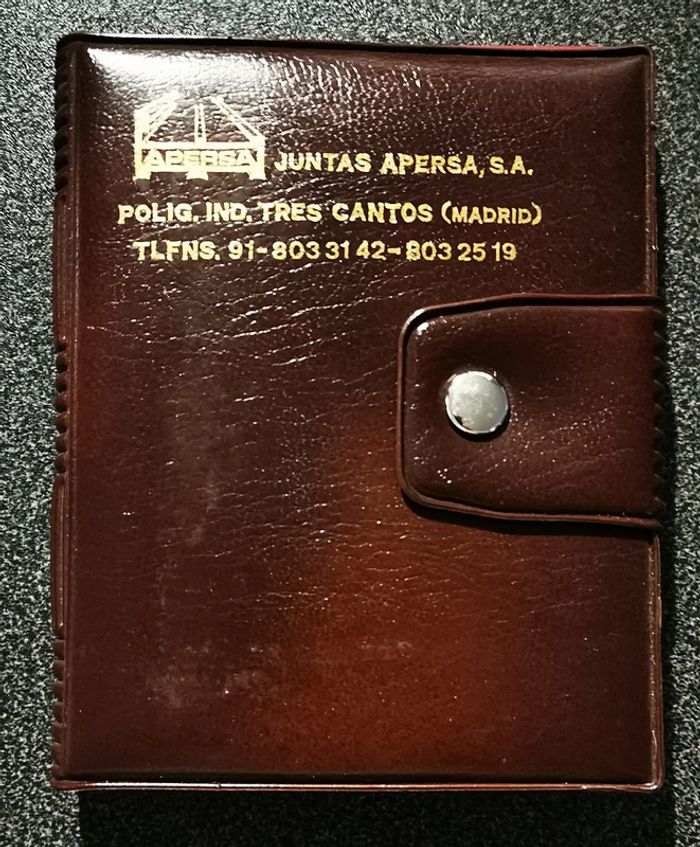 APERSA JUNTAS APERSA, S.A.
POLIG. IND. TRES CANTOS (MADRID)
TLFNS. 91-803 31 42-803 25 19